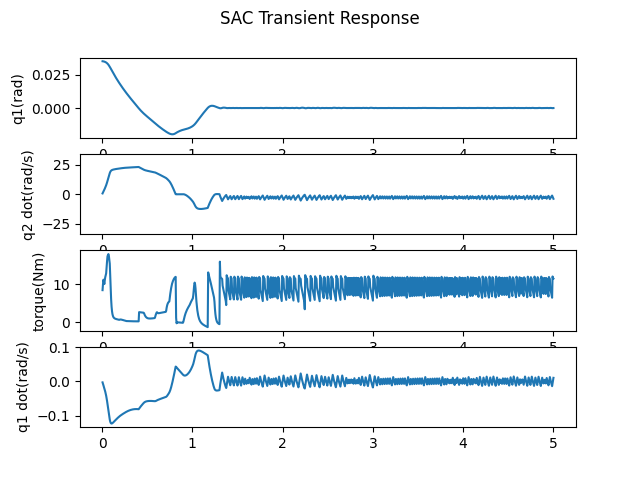 SAC Transient Response
q1(rad)
0.025
0.000
0 1 2 3 4 5
q2 dot(rad/s)
25
0
−25
0 1 2 3 4 5
torque(Nm)
10
0
0 1 2 3 4 5
q1 dot(rad/s)
0.1
0.0
−0.1
0 1 2 3 4 5